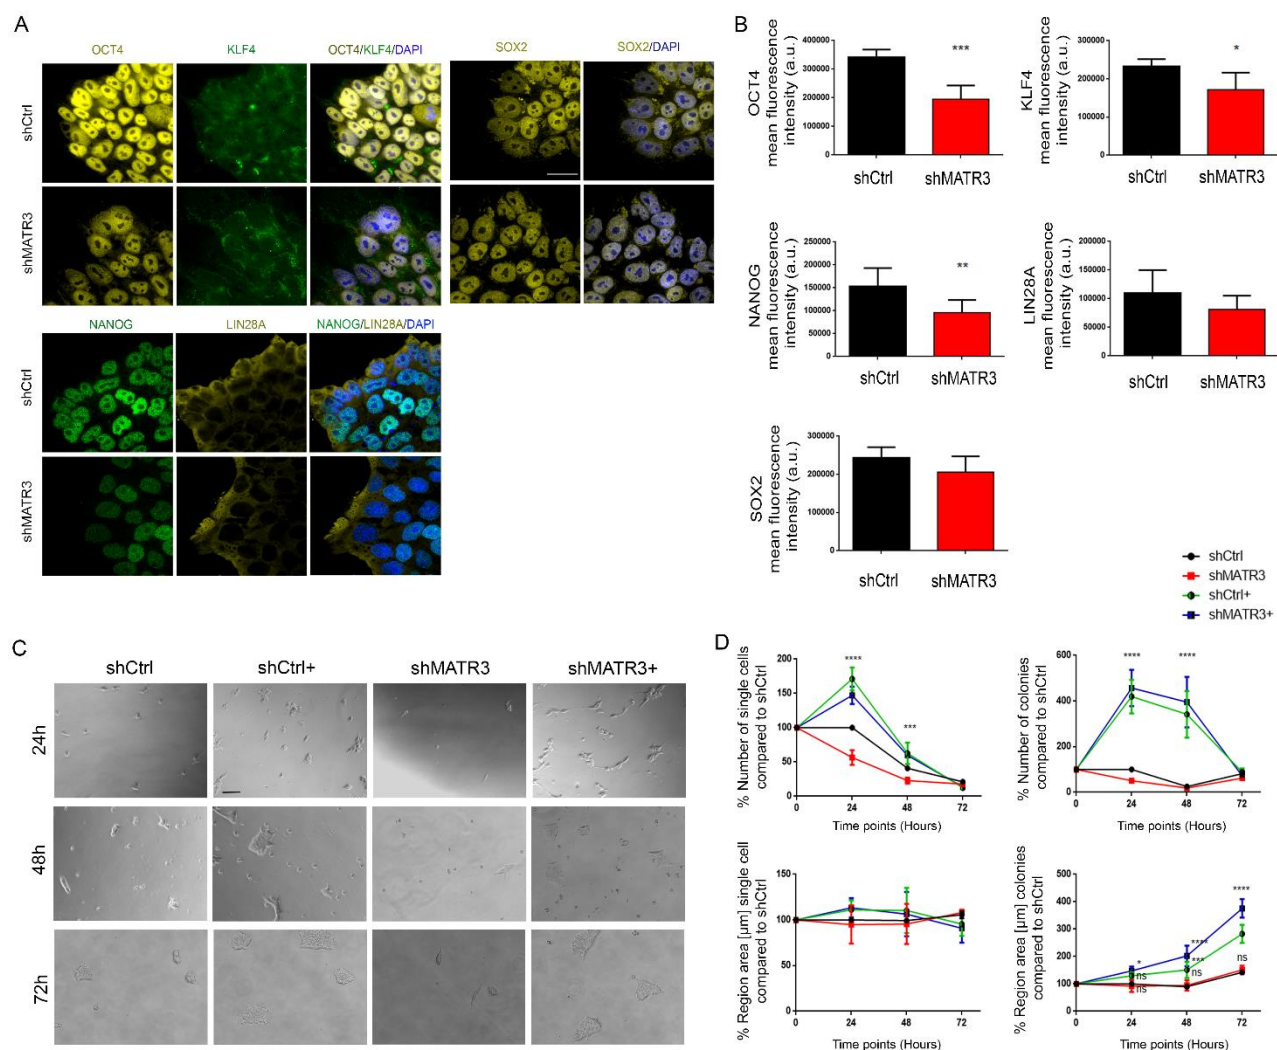 A
OCT4 KLF4 OCT4/KLF4/DAPI SOX2 SOX2/DAPI
shCtrl
shMATR3
NANOG LIN28A NANOG/LIN28A/DAPI
shCtrl
shMATR3
B
OCT4
mean fluorescence
intensity (a.u.)
400000
300000
200000
100000
0
***
shCtrl shMATR3
KLF4
mean fluorescence
intensity (a.u.)
300000
200000
100000
0
*
shCtrl shMATR3
NANOG
mean fluorescence
intensity (a.u.)
250000
200000
150000
100000
50000
0
**
shCtrl shMATR3
LIN28A
mean fluorescence
intensity (a.u.)
200000
150000
100000
50000
0
shCtrl shMATR3
SOX2
mean fluorescence
intensity (a.u.)
300000
200000
100000
0
shCtrl shMATR3
shCtrl
shMATR3
shCtrl+
shMATR3+
C
shCtrl shCtrl+ shMATR3 shMATR3+
24h
48h
72h
D
% Number of single cells
compared to shCtrl
200
150
100
50
0
****
***
0 24 48 72
Time points (Hours)
% Number of colonies
compared to shCtrl
600
400
200
100
0
**** ****
0 24 48 72
Time points (Hours)
% Region area [µm] single cell
compared to shCtrl
150
100
50
0
0 24 48 72
Time points (Hours)
% Region area [µm] colonies
compared to shCtrl
500
400
300
200
100
0
*
ns
ns
****
***
ns
****
ns
0 24 48 72
Time points (Hours)